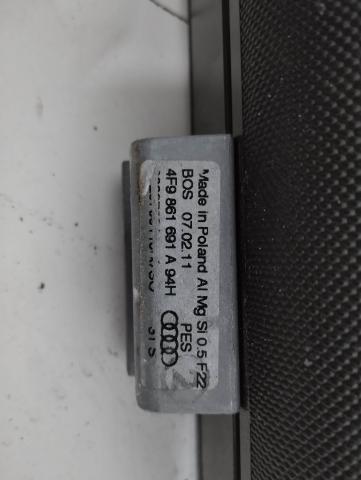 Made in Poland Al Mg Si 0.5 F22
BOS 07.02.11 PES
4F9 861 691 A 94H